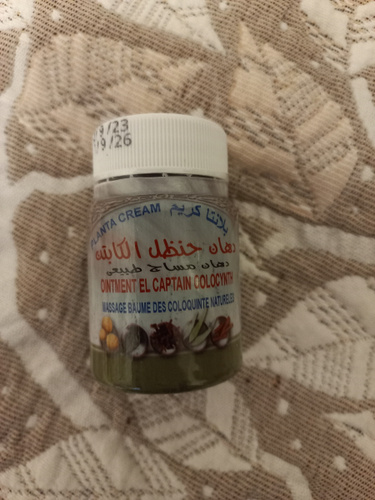 9/23
9/26
PLANTA CREAM بلانتا كريم
دهان حنظل الكابتن
دهان مساج طبيعي
OINTMENT EL CAPTAIN COLOCYNTH
MASSAGE BAUME DES COLOQUINTE NATURELES